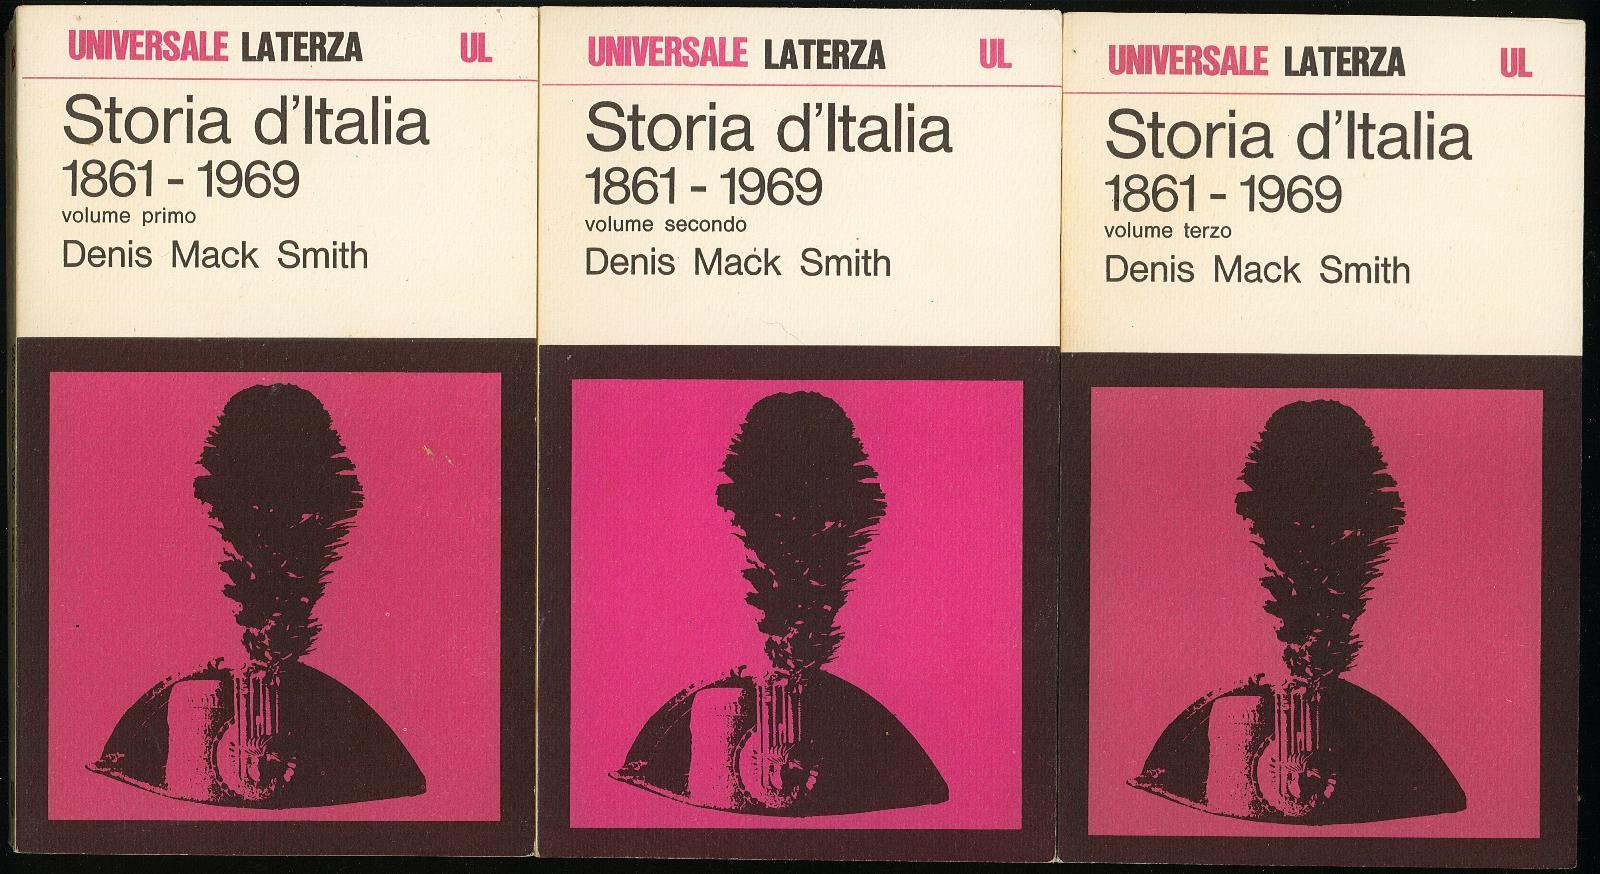 UNIVERSALE LATERZA UL
Storia d'Italia
1861 - 1969
volume primo
Denis Mack Smith
UNIVERSALE LATERZA UL
Storia d'Italia
1861 - 1969
volume secondo
Denis Mack Smith
UNIVERSALE LATERZA UL
Storia d'Italia
1861 - 1969
volume terzo
Denis Mack Smith